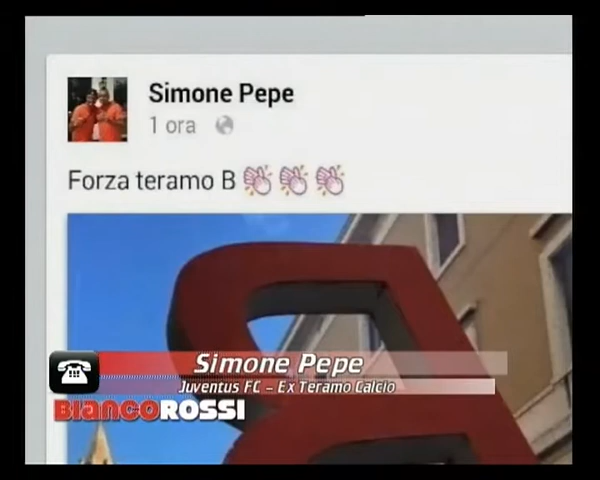 Simone Pepe
1 ora
Forza teramo B
Simone Pepe
Juventus FC - Ex Teramo Calcio
BiancoROSSI